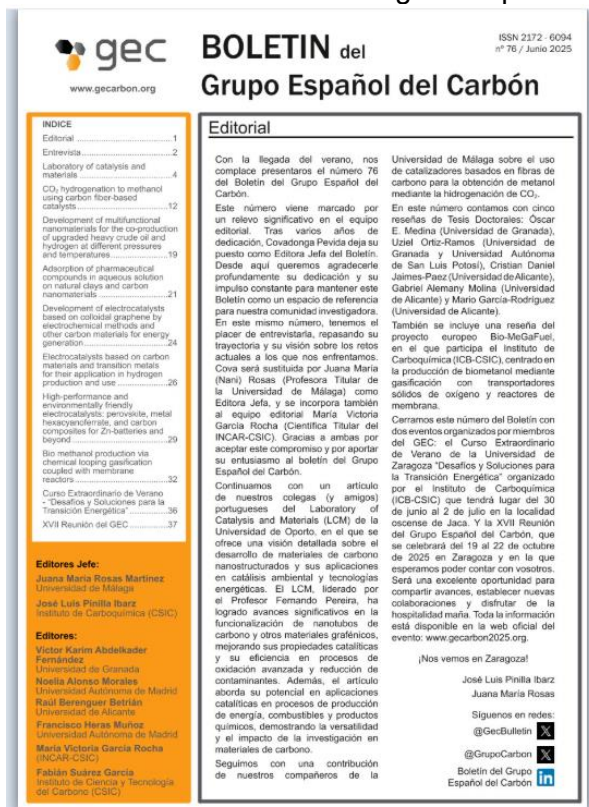 gec
www.gecarbon.org
BOLETIN del
Grupo Español del Carbón
ISSN 2172 - 6094
nº 76 / Junio 2025
INDICE
Editorial ............................1
Entrevista ............................2
Laboratory of catalysis and
materials ............................4
CO₂ hydrogenation to methanol
using carbon fiber-based
catalysts ............................12
Development of multifunctional
nanomaterials for the co-production
of upgraded heavy crude oil and
hydrogen at different pressures
and temperatures ............................19
Adsorption of pharmaceutical
compounds in aqueous solution
on natural clays and carbon
nanomaterials ............................21
Development of electrocatalysts
based on colloidal graphene by
electrochemical methods and
other carbon materials for energy
generation ............................24
Electrocatalysts based on carbon
materials and transition metals
for their application in hydrogen
production and use ............................26
High-performance and
environmentally friendly
electrocatalysts: perovskite, metal
hexacyanoferrate, and carbon
composites for Zn-batteries and
beyond ............................29
Bio methanol production via
chemical looping gasification
coupled with membrane
reactors ............................32
Curso Extraordinario de Verano
- "Desafíos y Soluciones para la
Transición Energética" ............................36
XVII Reunión del GEC ............................37
Editores Jefe:
Juana María Rosas Martínez
Universidad de Málaga
José Luis Pinilla Ibarz
Instituto de Carboquímica (CSIC)
Editores:
Victor Karim Abdelkader
Fernández
Universidad de Granada
Noelia Alonso Morales
Universidad Autónoma de Madrid
Raúl Berenguer Betrián
Universidad de Alicante
Francisco Heras Muñoz
Universidad Autónoma de Madrid
María Victoria García Rocha
(INCAR-CSIC)
Fabián Suárez García
Instituto de Ciencia y Tecnología
del Carbono (CSIC)
Editorial
Con la llegada del verano, nos
complace presentaros el número 76
del Boletín del Grupo Español del
Carbón.
Este número viene marcado por
un relevo significativo en el equipo
editorial. Tras varios años de
dedicación, Covadonga Pevida deja su
puesto como Editora Jefa del Boletín.
Desde aquí queremos agradecerle
profundamente su dedicación y su
impulso constante para mantener este
Boletín como un espacio de referencia
para nuestra comunidad investigadora.
En este mismo número, tenemos el
placer de entrevistarla, repasando su
trayectoria y su visión sobre los retos
actuales a los que nos enfrentamos.
Cova será sustituida por Juana María
(Nani) Rosas (Profesora Titular de
la Universidad de Málaga) como
Editora Jefa, y se incorpora también
al equipo editorial María Victoria
García Rocha (Científica Titular del
INCAR-CSIC). Gracias a ambas por
aceptar este compromiso y por aportar
su entusiasmo al boletín del Grupo
Español del Carbón.
Continuamos con un artículo
de nuestros colegas (y amigos)
portugueses del Laboratory of
Catalysis and Materials (LCM) de la
Universidad de Oporto, en el que se
ofrece una visión detallada sobre el
desarrollo de materiales de carbono
nanoestructurados y sus aplicaciones
en catálisis ambiental y tecnologías
energéticas. El LCM, liderado por
el Profesor Fernando Pereira, ha
logrado avances significativos en la
funcionalización de nanotubos de
carbono y otros materiales grafénicos,
mejorando sus propiedades catalíticas
y su eficiencia en procesos de
oxidación avanzada y reducción de
contaminantes. Además, el artículo
aborda su potencial en aplicaciones
catalíticas en procesos de producción
de energía, combustibles y productos
químicos, demostrando la versatilidad
y el impacto de la investigación en
materiales de carbono.
Seguimos con una contribución
de nuestros compañeros de la
Universidad de Málaga sobre el uso
de catalizadores basados en fibras de
carbono para la obtención de metanol
mediante la hidrogenación de CO₂.
En este número contamos con cinco
reseñas de Tesis Doctorales: Óscar
E. Medina (Universidad de Granada),
Uziel Ortiz-Ramos (Universidad de
Granada y Universidad Autónoma
de San Luis Potosí), Cristian Daniel
Jaimes-Paez (Universidad de Alicante),
Gabriel Alemany Molina (Universidad
de Alicante) y Mario García-Rodríguez
(Universidad de Alicante).
También se incluye una reseña del
proyecto europeo Bio-MeGaFuel,
en el que participa el Instituto de
Carboquímica (ICB-CSIC), centrado en
la producción de biometanol mediante
gasificación con transportadores
sólidos de oxígeno y reactores de
membrana.
Cerramos este número del Boletín con
dos eventos organizados por miembros
del GEC: el Curso Extraordinario
de Verano de la Universidad de
Zaragoza "Desafíos y Soluciones para
la Transición Energética" organizado
por el Instituto de Carboquímica
(ICB-CSIC) que tendrá lugar del 30
de junio al 2 de julio en la localidad
oscense de Jaca. Y la XVII Reunión
del Grupo Español del Carbón, que
se celebrará del 19 al 22 de octubre
de 2025 en Zaragoza y en la que
esperamos poder contar con vosotros.
Será una excelente oportunidad para
compartir avances, establecer nuevas
colaboraciones y disfrutar de la
hospitalidad maña. Toda la información
está disponible en la web oficial del
evento: www.gecarbon2025.org.
¡Nos vemos en Zaragoza!
José Luis Pinilla Ibarz
Juana María Rosas
Síguenos en redes:
@GecBulletin X
@GrupoCarbon X
Boletín del Grupo
Español del Carbón in